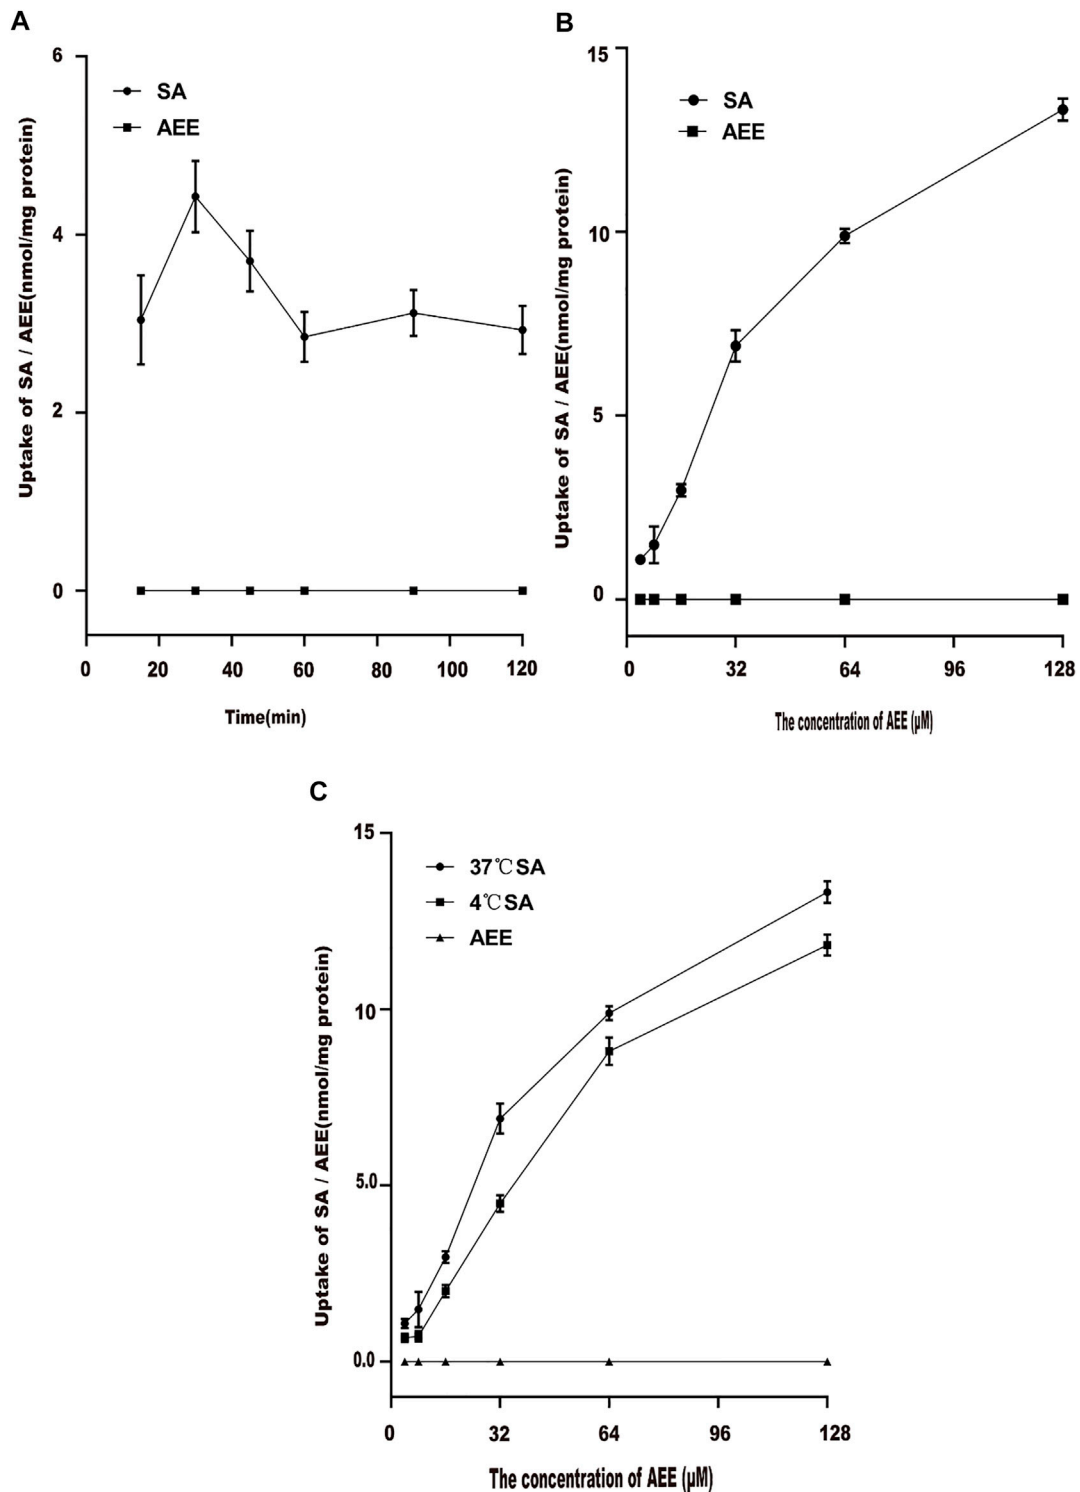 A
6
4
2
0
Uptake of SA / AEE(nmol/mg protein)
SA
AEE
0 20 40 60 80 100 120
Time(min)
B
15
10
5
0
Uptake of SA / AEE(nmol/mg protein)
SA
AEE
0 32 64 96 128
The concentration of AEE (μM)
C
15
10
5.0
0.0
Uptake of SA / AEE(nmol/mg protein)
37℃SA
4℃SA
AEE
0 32 64 96 128
The concentration of AEE (μM)